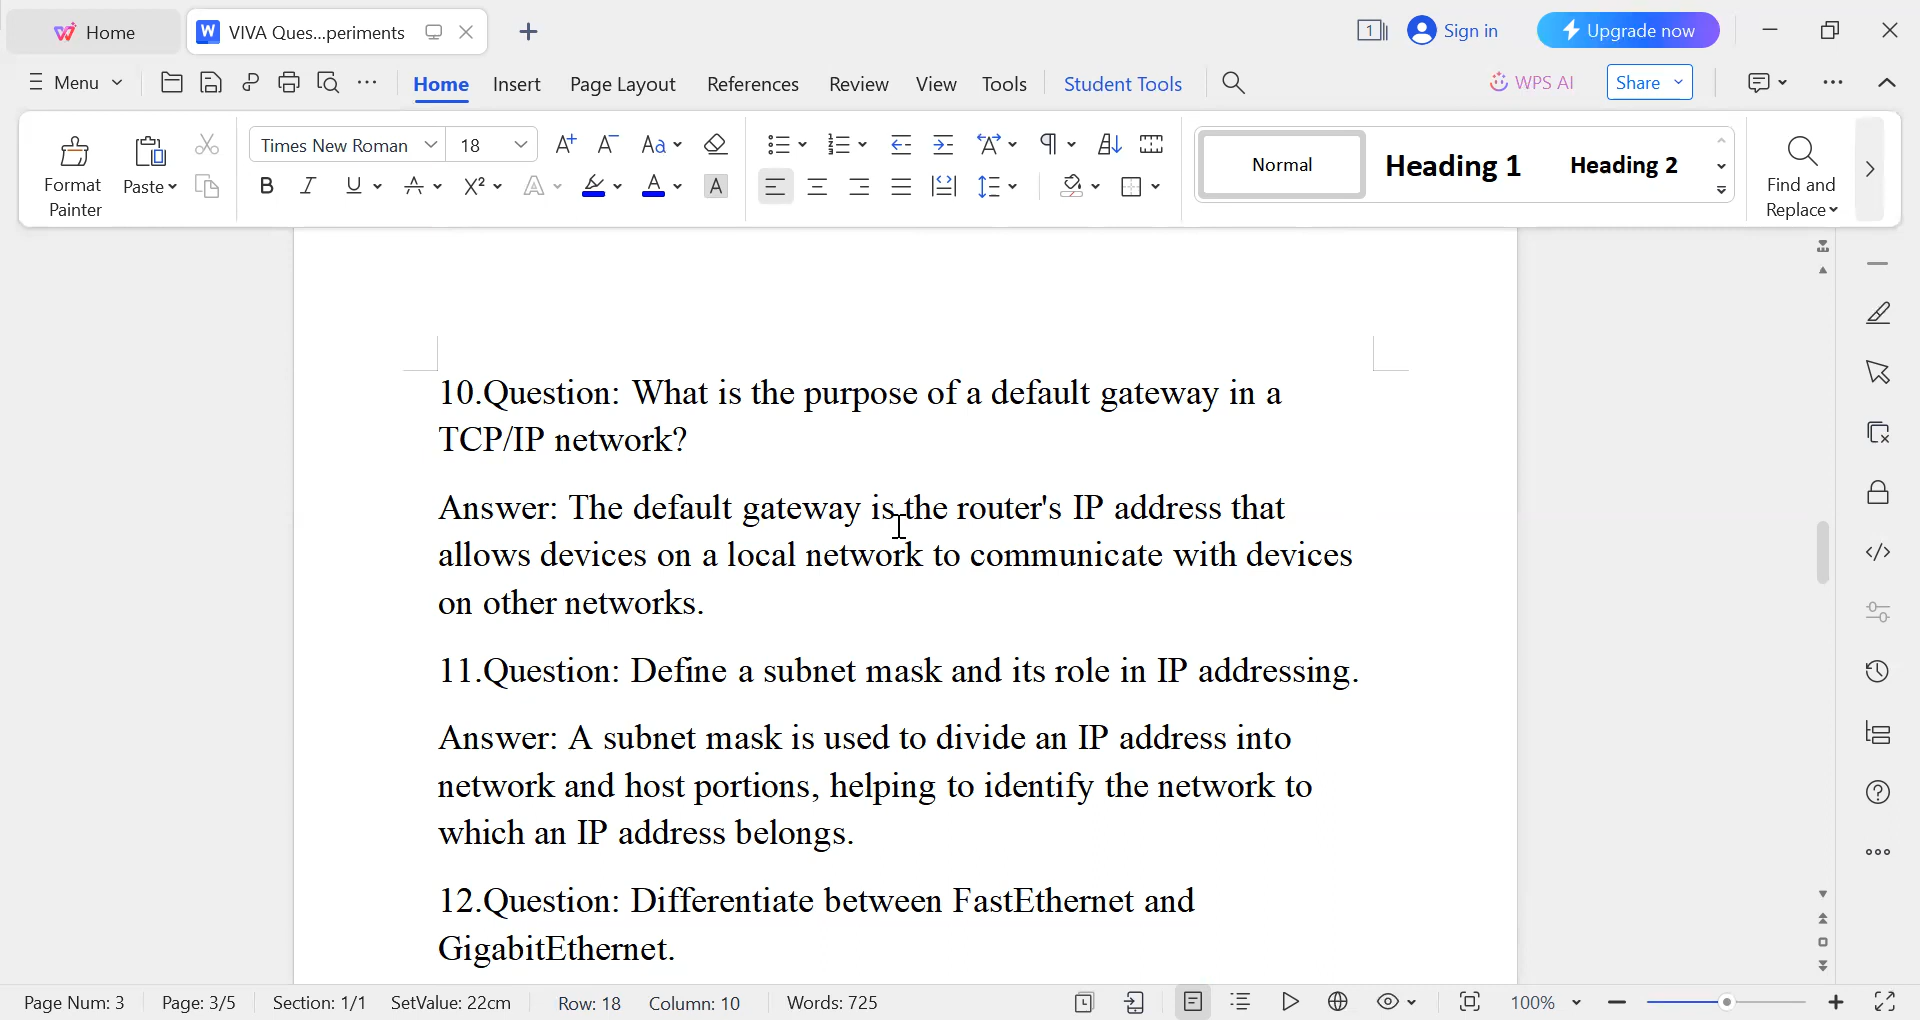 Home
VIVA Ques...periments
1
Sign in
Upgrade now
Menu
Home
Insert
Page Layout
References
Review
View
Tools
Student Tools
WPS AI
Share
Format
Painter
Paste
Times New Roman
18
Normal
Heading 1
Heading 2
Find and
Replace
10.Question: What is the purpose of a default gateway in a
TCP/IP network?
Answer: The default gateway is the router's IP address that
allows devices on a local network to communicate with devices
on other networks.
11.Question: Define a subnet mask and its role in IP addressing.
Answer: A subnet mask is used to divide an IP address into
network and host portions, helping to identify the network to
which an IP address belongs.
12.Question: Differentiate between FastEthernet and
GigabitEthernet.
Page Num: 3
Page: 3/5
Section: 1/1
SetValue: 22cm
Row: 18
Column: 10
Words: 725
100%